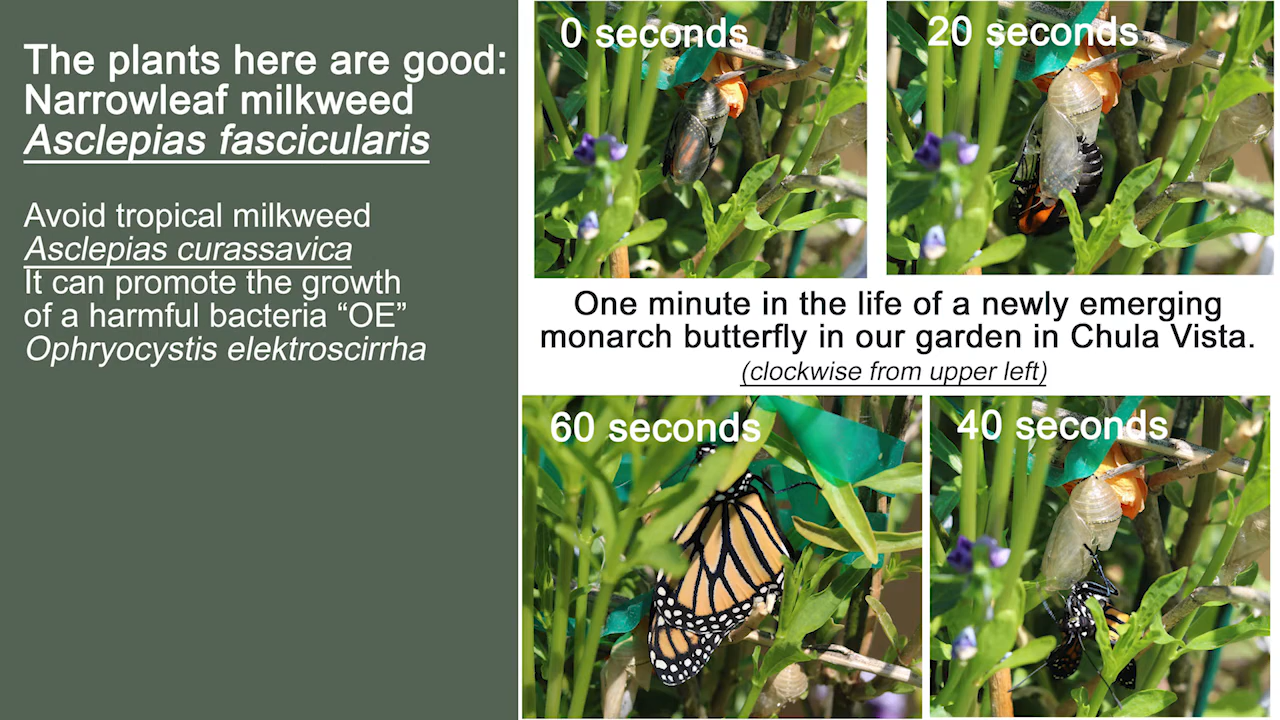 The plants here are good:
Narrowleaf milkweed
Asclepias fascicularis
Avoid tropical milkweed
Asclepias curassavica
It can promote the growth
of a harmful bacteria “OE”
Ophryocystis elektroscirrha
0 seconds
20 seconds
One minute in the life of a newly emerging
monarch butterfly in our garden in Chula Vista.
(clockwise from upper left)
60 seconds
40 seconds